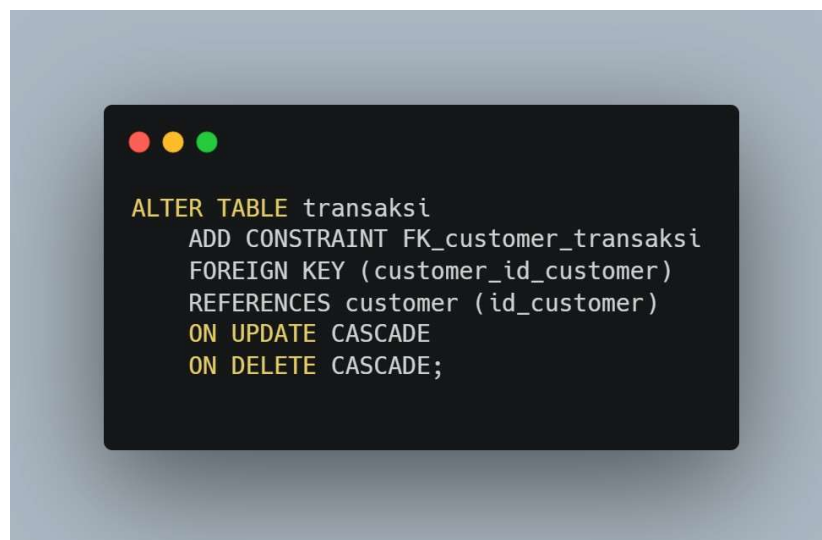 ALTER TABLE transaksi
ADD CONSTRAINT FK_customer_transaksi
FOREIGN KEY (customer_id_customer)
REFERENCES customer (id_customer)
ON UPDATE CASCADE
ON DELETE CASCADE;